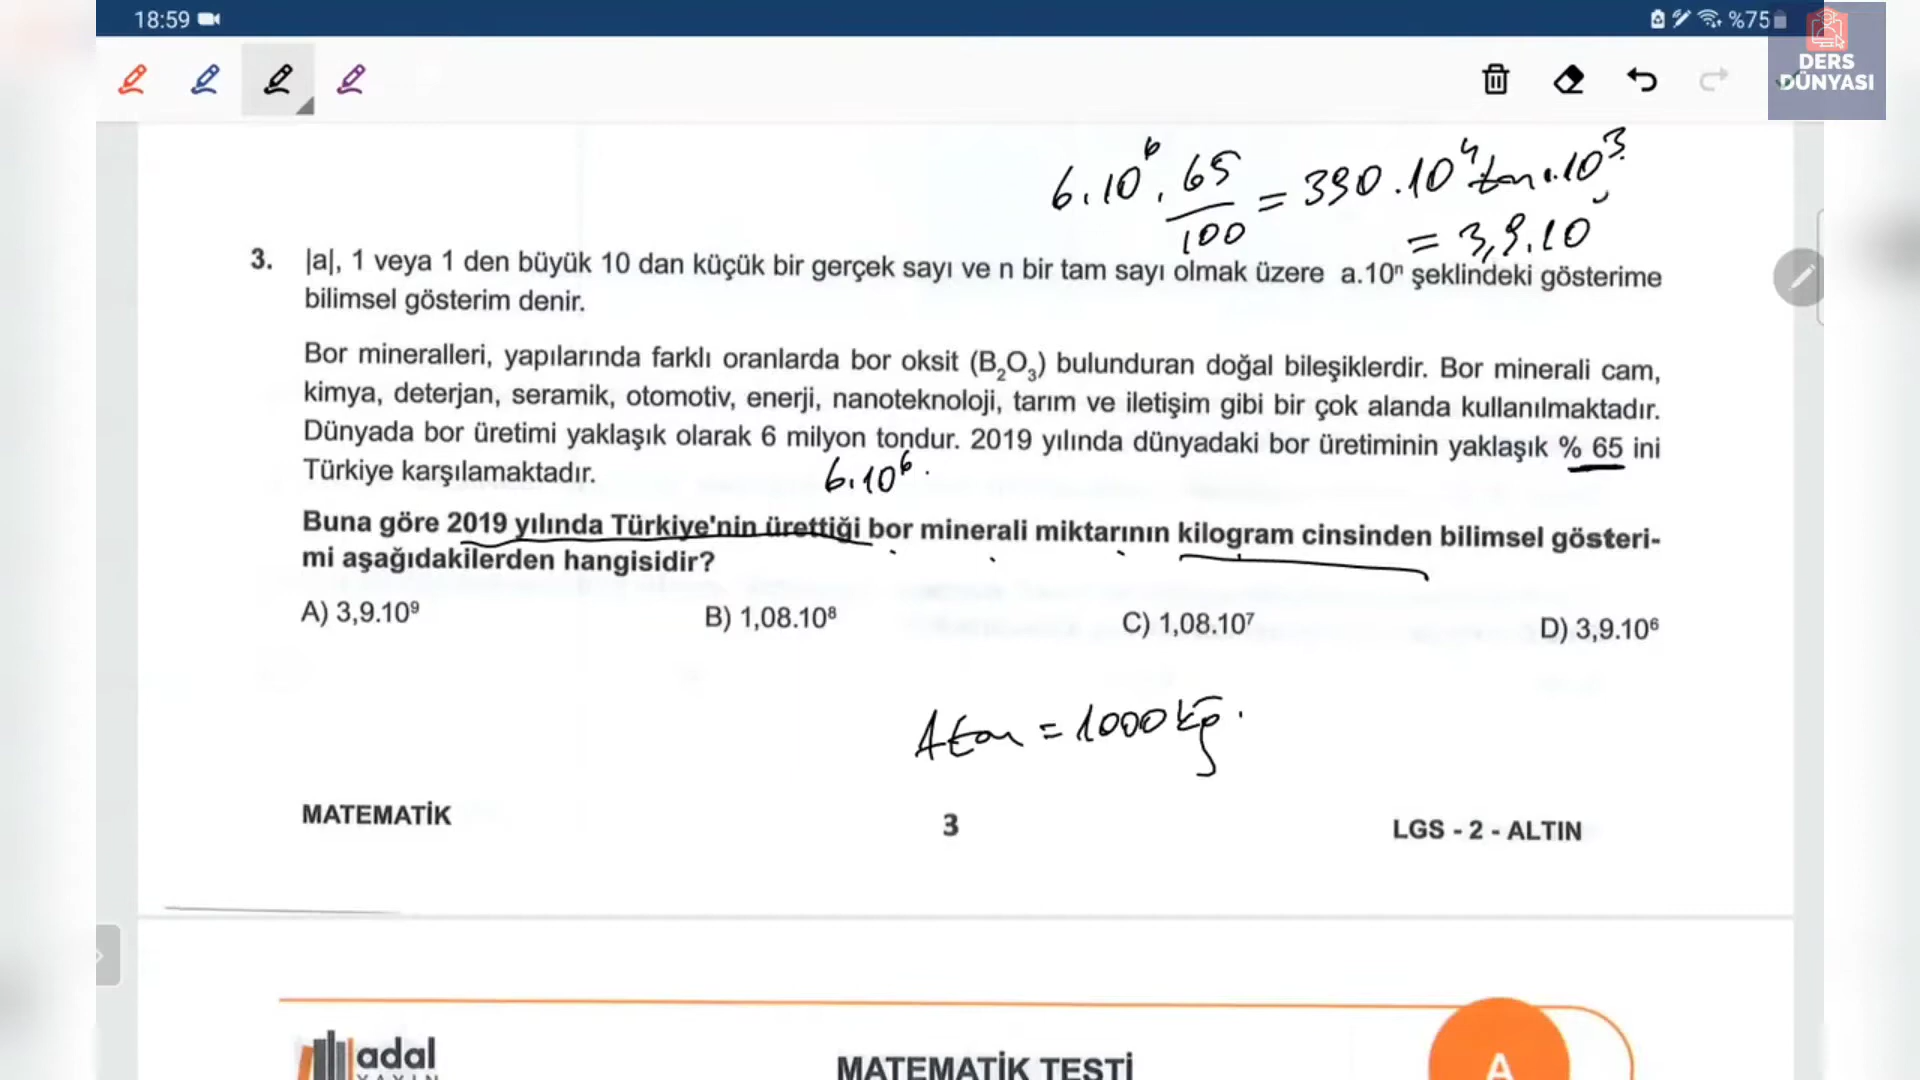 18:59
%75
DERS
DÜNYASI
6.10⁶.65/100 = 390.10⁴ ton.10³
= 3,9.10
3. |a|, 1 veya 1 den büyük 10 dan küçük bir gerçek sayı ve n bir tam sayı olmak üzere a.10ⁿ şeklindeki gösterime
bilimsel gösterim denir.
Bor mineralleri, yapılarında farklı oranlarda bor oksit (B₂O₃) bulunduran doğal bileşiklerdir. Bor minerali cam,
kimya, deterjan, seramik, otomotiv, enerji, nanoteknoloji, tarım ve iletişim gibi bir çok alanda kullanılmaktadır.
Dünyada bor üretimi yaklaşık olarak 6 milyon tondur. 2019 yılında dünyadaki bor üretiminin yaklaşık % 65 ini
Türkiye karşılamaktadır.
6.10⁶
Buna göre 2019 yılında Türkiye'nin ürettiği bor minerali miktarının kilogram cinsinden bilimsel gösteri-
mi aşağıdakilerden hangisidir?
A) 3,9.10⁹ B) 1,08.10⁸ C) 1,08.10⁷ D) 3,9.10⁶
1 ton = 1000 kg
MATEMATİK 3 LGS - 2 - ALTIN
adal
YAYIN
MATEMATİK TESTİ
A